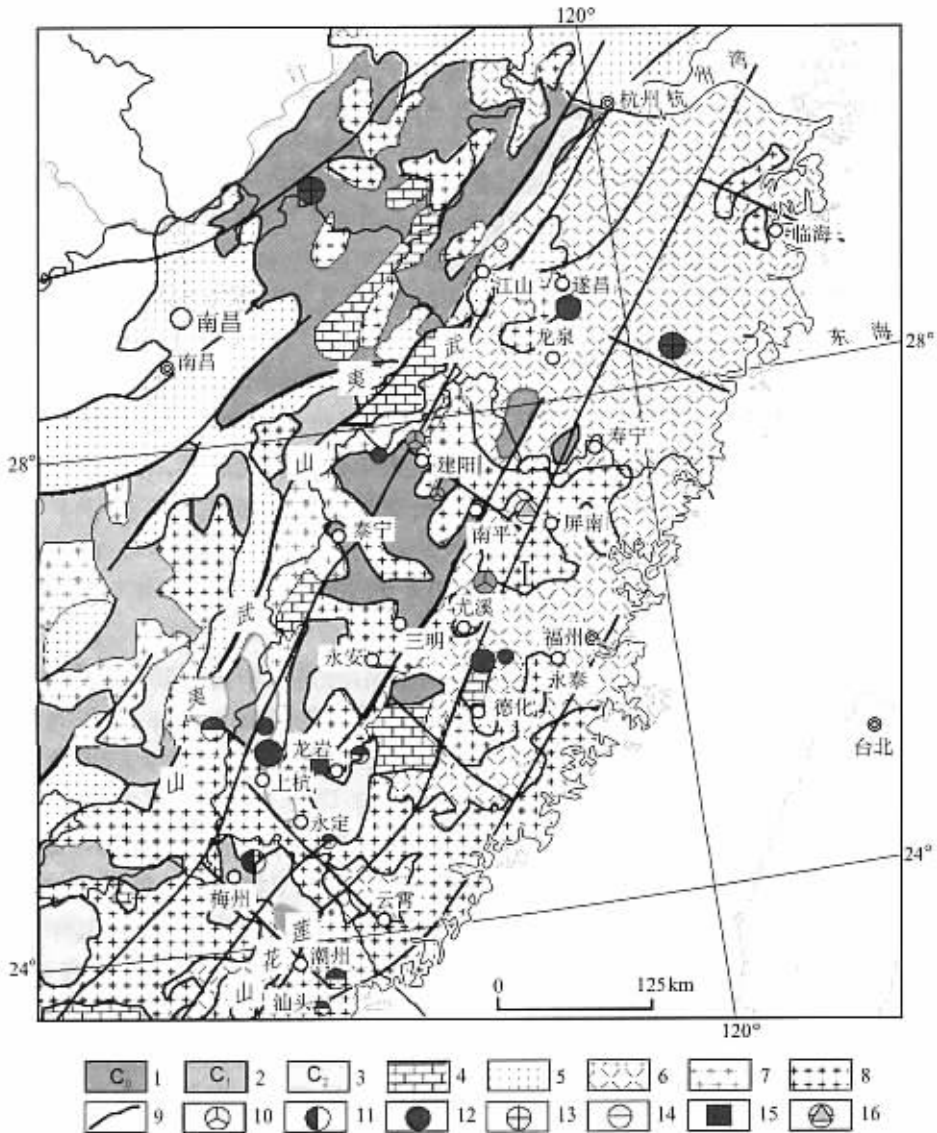 120°
湾
州
杭
杭州
江
临海
江山
遂昌
南昌
龙泉
武
东 海
南昌
夷
28°
28°
山
寿宁
建阳
泰宁
南平
屏南
武
尤溪
三明
福州
永安
永泰
夷
德化
台北
龙岩
山
上杭
永定
24°
梅州
云霄
莲
24°
花
潮州
山
汕头
0 125 km
120°
C₀ 1 C₁ 2 C₂ 3 4 5 6 7 8
9 10 11 12 13 14 15 16